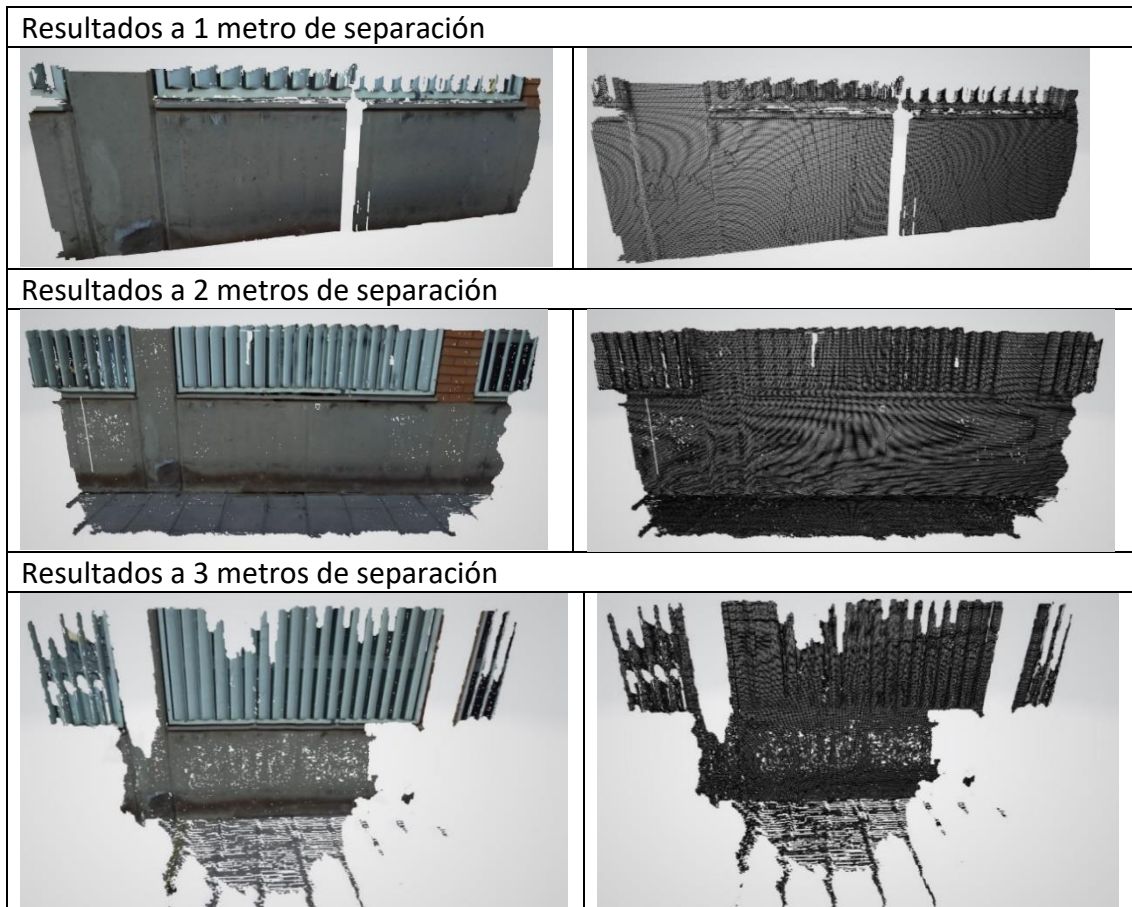 Resultados a 1 metro de separación
Resultados a 2 metros de separación
Resultados a 3 metros de separación